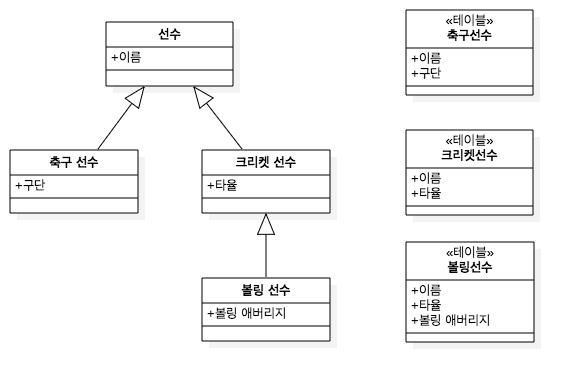 선수
+이름
축구 선수
+구단
크리켓 선수
+타율
볼링 선수
+볼링 애버리지
«테이블»
축구선수
+이름
+구단
«테이블»
크리켓선수
+이름
+타율
«테이블»
볼링선수
+이름
+타율
+볼링 애버리지